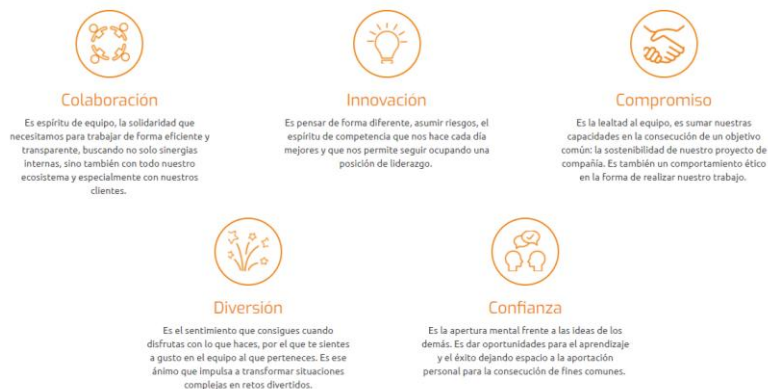 Colaboración
Es espíritu de equipo, la solidaridad que
necesitamos para trabajar de forma eficiente y
transparente, buscando no solo sinergias
internas, sino también con todo nuestro
ecosistema y especialmente con nuestros
clientes.
Innovación
Es pensar de forma diferente, asumir riesgos, el
espíritu de competencia que nos hace cada día
mejores y que nos permite seguir ocupando una
posición de liderazgo.
Compromiso
Es la lealtad al equipo, es sumar nuestras
capacidades en la consecución de un objetivo
común: la sostenibilidad de nuestro proyecto de
compañía. Es también un comportamiento ético
en la forma de realizar nuestro trabajo.
Diversión
Es el sentimiento que consigues cuando
disfrutas con lo que haces, por el que te sientes
a gusto en el equipo al que perteneces. Es ese
ánimo que impulsa a transformar situaciones
complejas en retos divertidos.
Confianza
Es la apertura mental frente a las ideas de los
demás. Es dar oportunidades para el aprendizaje
y el éxito dejando espacio a la aportación
personal para la consecución de fines comunes.